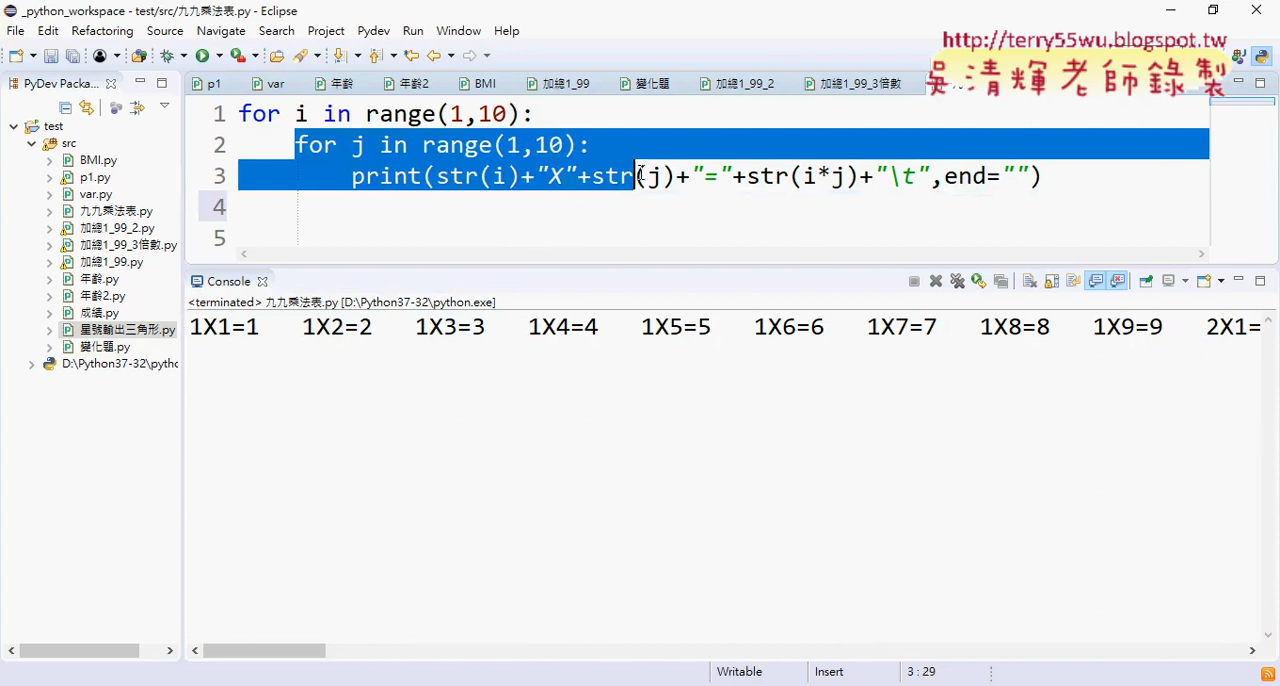 _python_workspace - test/src/九九乘法表.py - Eclipse
File Edit Refactoring Source Navigate Search Project Pydev Run Window Help
http://terry55wu.blogspot.tw
吳清輝老師錄製
PyDev Packa...
p1 var 年齡 年齡2 BMI 加總1_99 變化題 加總1_99_2 加總1_99_3倍數
test
src
BMI.py
p1.py
var.py
九九乘法表.py
加總1_99_2.py
加總1_99_3倍數.py
加總1_99.py
年齡.py
年齡2.py
成績.py
星號輸出三角形.py
變化題.py
D:\Python37-32\pytho
1 for i in range(1,10):
2 for j in range(1,10):
3 print(str(i)+"X"+str(j)+"="+str(i*j)+"\t",end="")
4
5
Console
<terminated> 九九乘法表.py [D:\Python37-32\python.exe]
1X1=1 1X2=2 1X3=3 1X4=4 1X5=5 1X6=6 1X7=7 1X8=8 1X9=9 2X1=
Writable Insert 3 : 29